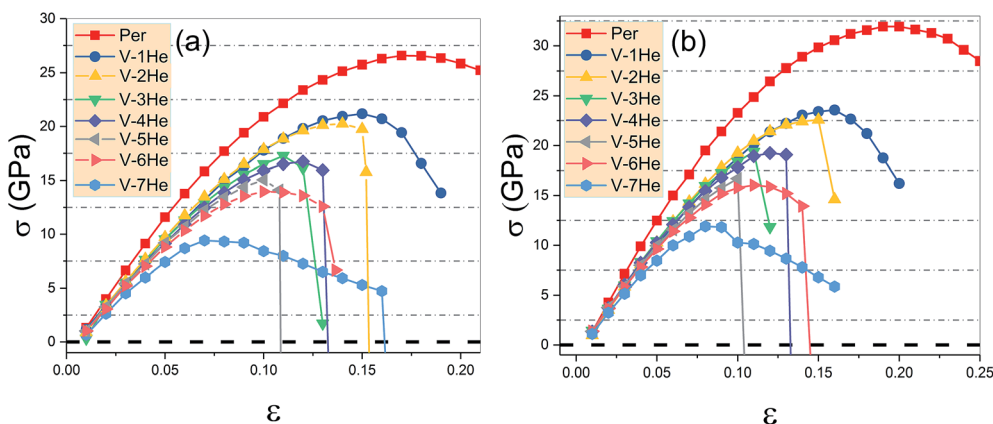 (a)
σ (GPa)
30
25
20
15
10
5
0
Per
V-1He
V-2He
V-3He
V-4He
V-5He
V-6He
V-7He
0.00 0.05 0.10 0.15 0.20
ε
(b)
σ (GPa)
30
25
20
15
10
5
0
Per
V-1He
V-2He
V-3He
V-4He
V-5He
V-6He
V-7He
0.00 0.05 0.10 0.15 0.20 0.25
ε